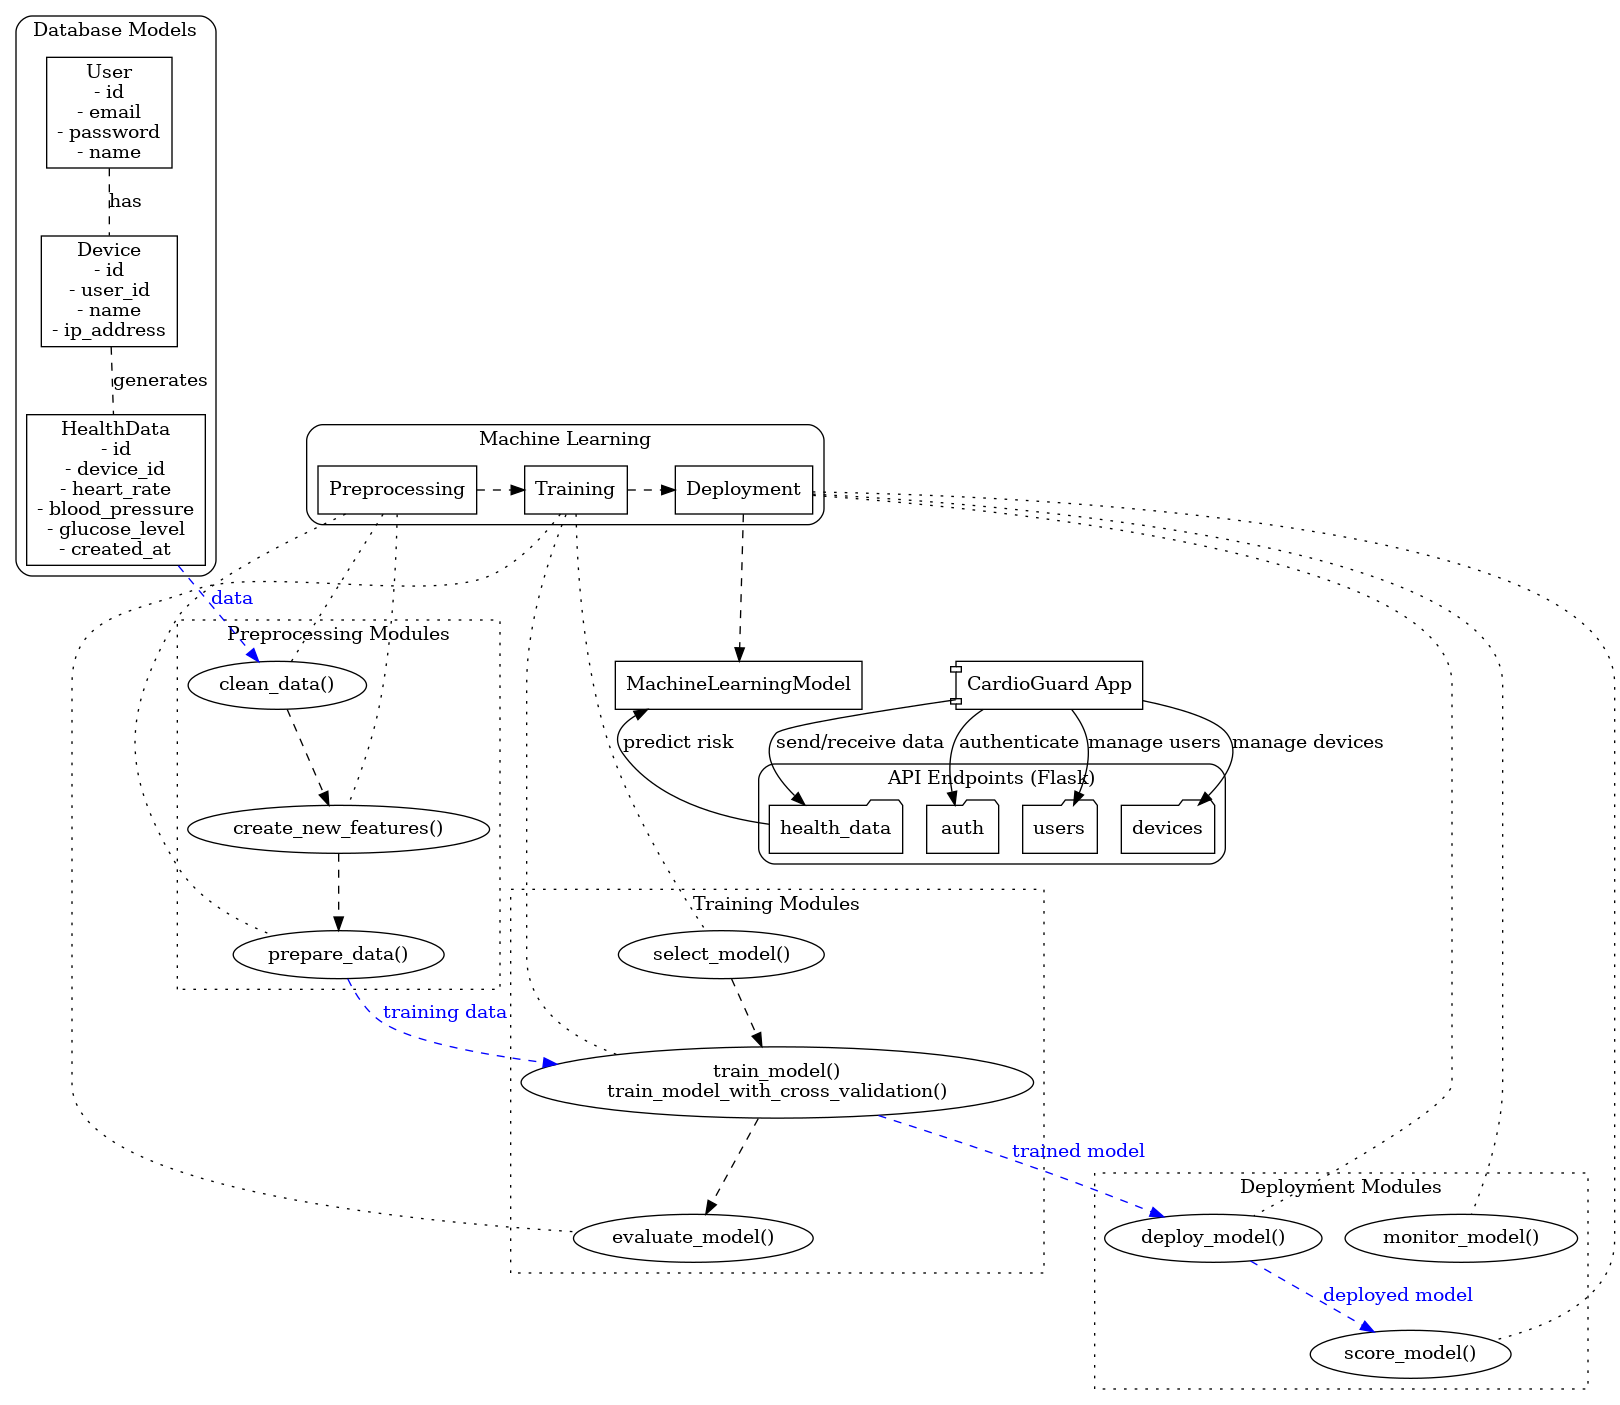 Database Models
User
- id
- email
- password
- name
has
Device
- id
- user_id
- name
- ip_address
generates
HealthData
- id
- device_id
- heart_rate
- blood_pressure
- glucose_level
- created_at
Machine Learning
Preprocessing
Training
Deployment
data
Preprocessing Modules
clean_data()
create_new_features()
prepare_data()
MachineLearningModel
CardioGuard App
predict risk
send/receive data
authenticate
manage users
manage devices
API Endpoints (Flask)
health_data
auth
users
devices
Training Modules
select_model()
training data
train_model()
train_model_with_cross_validation()
trained model
evaluate_model()
Deployment Modules
deploy_model()
monitor_model()
deployed model
score_model()